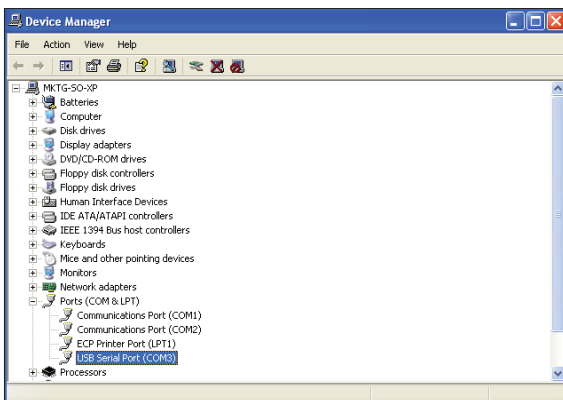 Device Manager
File Action View Help
MKTG-SO-XP
Batteries
Computer
Disk drives
Display adapters
DVD/CD-ROM drives
Floppy disk controllers
Floppy disk drives
Human Interface Devices
IDE ATA/ATAPI controllers
IEEE 1394 Bus host controllers
Keyboards
Mice and other pointing devices
Monitors
Network adapters
Ports (COM & LPT)
Communications Port (COM1)
Communications Port (COM2)
ECP Printer Port (LPT1)
USB Serial Port (COM3)
Processors